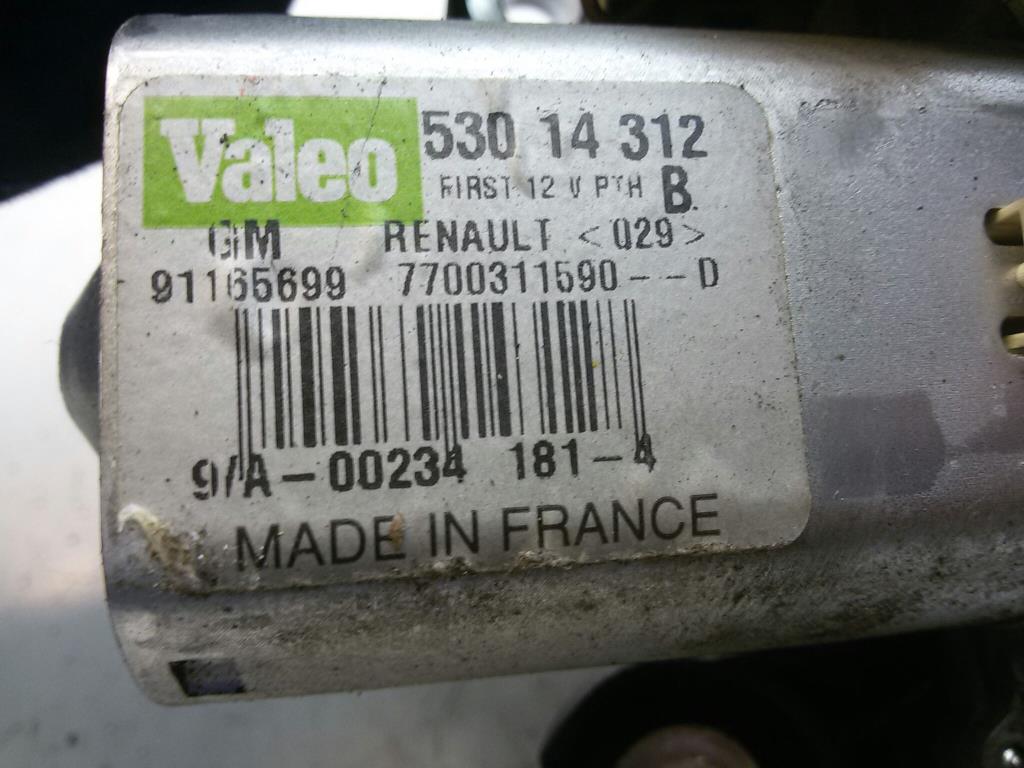 Valeo 530 14 312
FIRST 12 V PTH B.
GM RENAULT <029>
91165699 7700311590--D
9/A-00234 181-4
MADE IN FRANCE